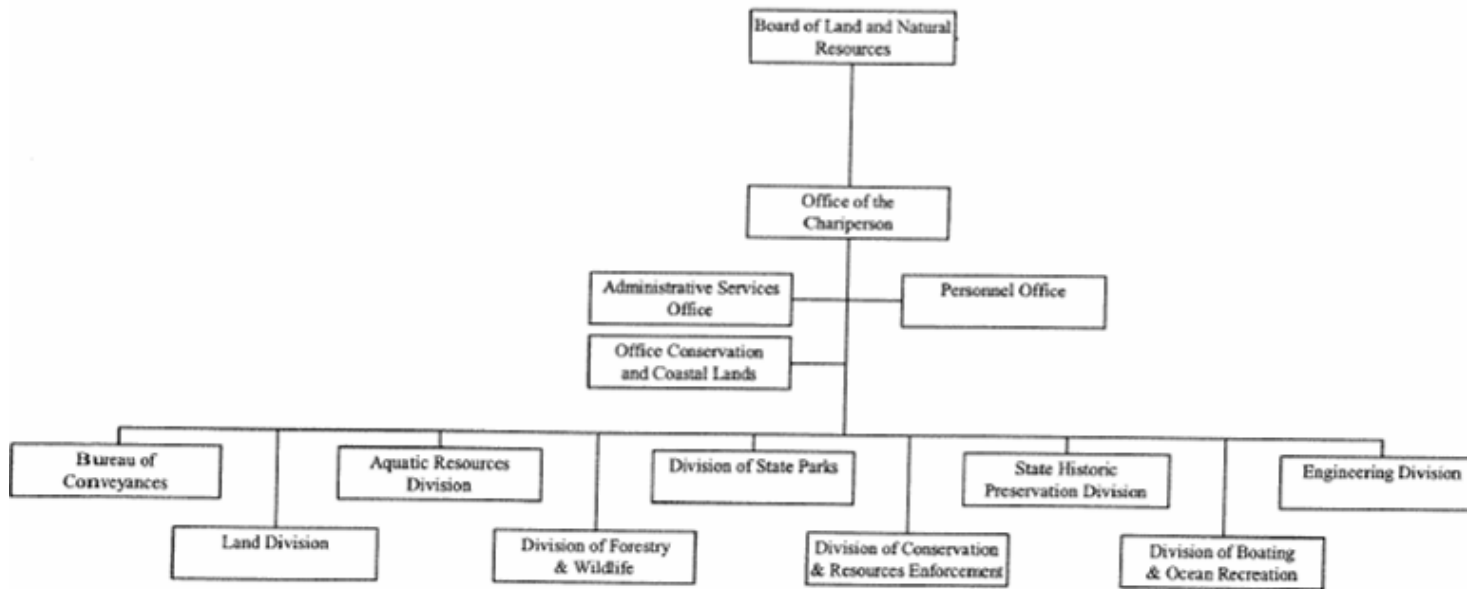 Board of Land and Natural
Resources
Office of the
Chariperson
Administrative Services
Office
Personnel Office
Office Conservation
and Coastal Lands
Bureau of
Conveyances
Aquatic Resources
Division
Division of State Parks
State Historic
Preservation Division
Engineering Division
Land Division
Division of Forestry
& Wildlife
Division of Conservation
& Resources Enforcement
Division of Boating
& Ocean Recreation